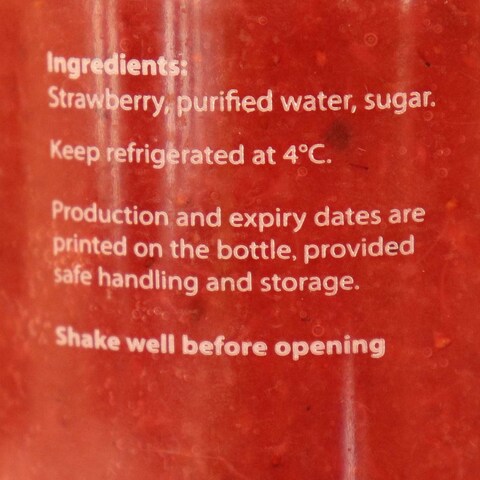 Ingredients:
Strawberry, purified water, sugar.
Keep refrigerated at 4°C.
Production and expiry dates are
printed on the bottle, provided
safe handling and storage.
Shake well before opening